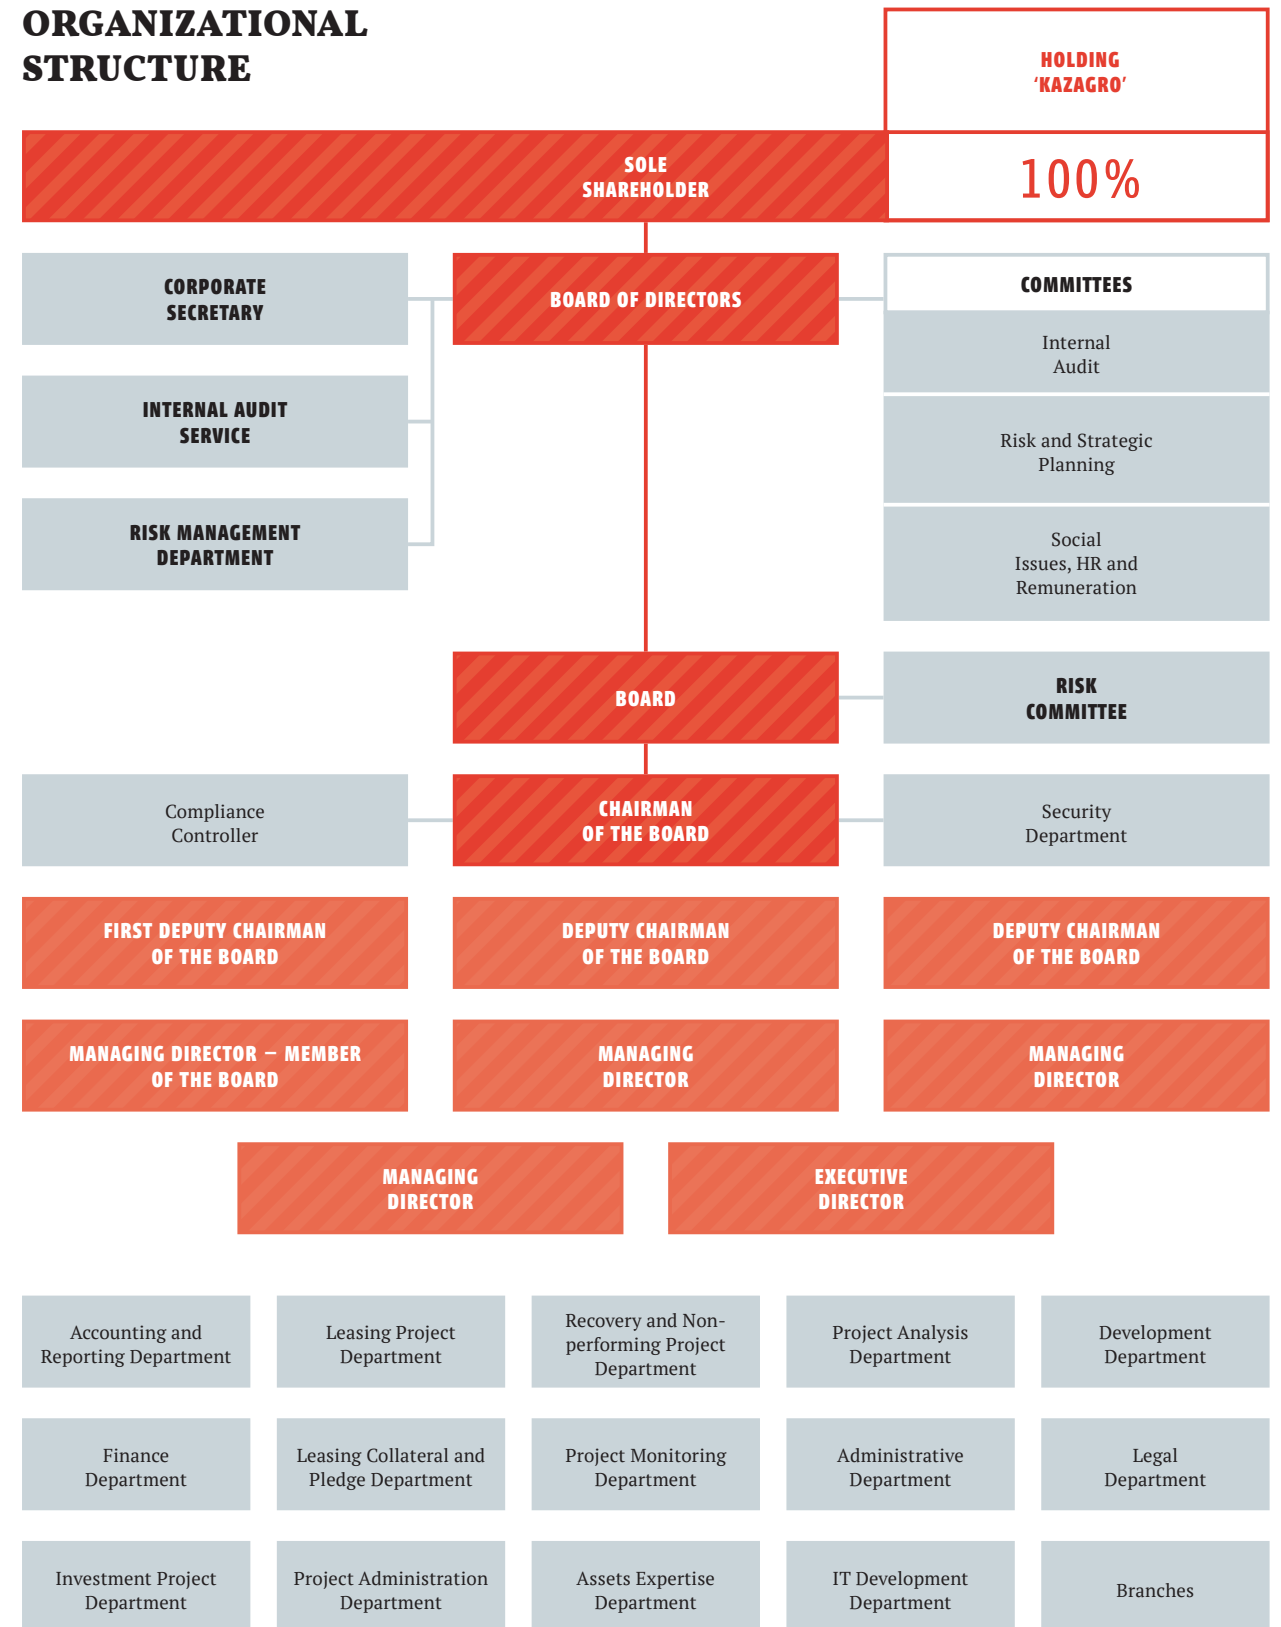 ORGANIZATIONAL
STRUCTURE
HOLDING
‘KAZAGRO’
SOLE
SHAREHOLDER
100%
CORPORATE
SECRETARY
BOARD OF DIRECTORS
COMMITTEES
Internal
Audit
INTERNAL AUDIT
SERVICE
Risk and Strategic
Planning
RISK MANAGEMENT
DEPARTMENT
Social
Issues, HR and
Remuneration
BOARD
RISK
COMMITTEE
Compliance
Controller
CHAIRMAN
OF THE BOARD
Security
Department
FIRST DEPUTY CHAIRMAN
OF THE BOARD
DEPUTY CHAIRMAN
OF THE BOARD
DEPUTY CHAIRMAN
OF THE BOARD
MANAGING DIRECTOR – MEMBER
OF THE BOARD
MANAGING
DIRECTOR
MANAGING
DIRECTOR
MANAGING
DIRECTOR
EXECUTIVE
DIRECTOR
Accounting and
Reporting Department
Leasing Project
Department
Recovery and Non-
performing Project
Department
Project Analysis
Department
Development
Department
Finance
Department
Leasing Collateral and
Pledge Department
Project Monitoring
Department
Administrative
Department
Legal
Department
Investment Project
Department
Project Administration
Department
Assets Expertise
Department
IT Development
Department
Branches